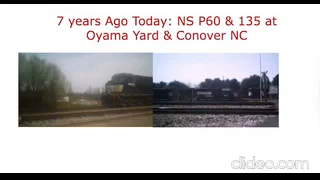 7 years Ago Today: NS P60 & 135 at
Oyama Yard & Conover NC
clideo.com